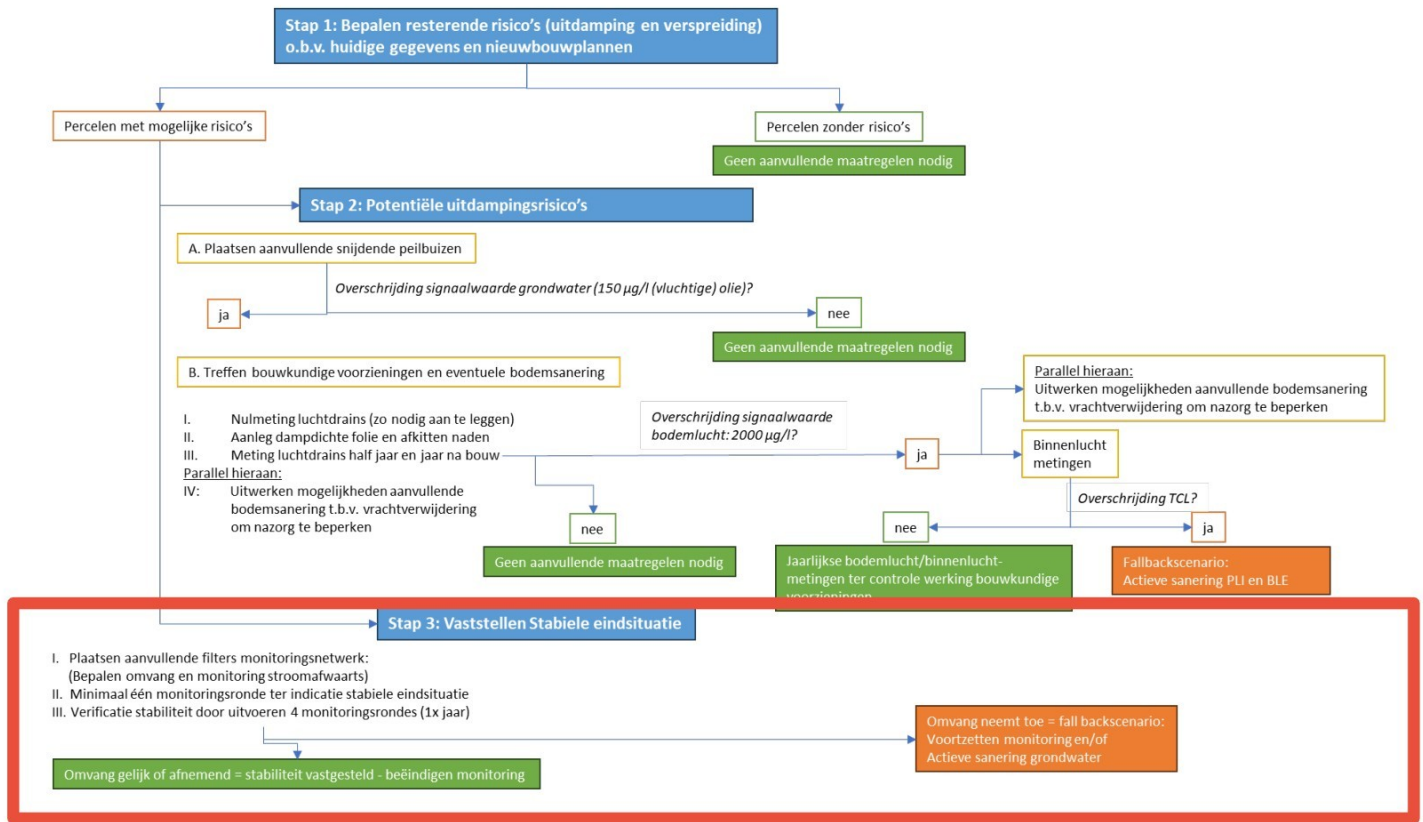 Stap 1: Bepalen resterende risico's (uitdamping en verspreiding)
o.b.v. huidige gegevens en nieuwbouwplannen
Percelen met mogelijke risico's
Percelen zonder risico's
Geen aanvullende maatregelen nodig
Stap 2: Potentiële uitdampingsrisico's
A. Plaatsen aanvullende snijdende peilbuizen
Overschrijding signaalwaarde grondwater (150 µg/l (vluchtige) olie)?
ja
nee
Geen aanvullende maatregelen nodig
B. Treffen bouwkundige voorzieningen en eventuele bodemsanering
Parallel hieraan:
Uitwerken mogelijkheden aanvullende bodemsanering
t.b.v. vrachtverwijdering om nazorg te beperken
I. Nulmeting luchtdrains (zo nodig aan te leggen)
II. Aanleg dampdichte folie en afkitten naden
III. Meting luchtdrains half jaar en jaar na bouw
Parallel hieraan:
IV: Uitwerken mogelijkheden aanvullende
bodemsanering t.b.v. vrachtverwijdering
om nazorg te beperken
Overschrijding signaalwaarde
bodemlucht: 2000 µg/l?
ja
Binnenlucht
metingen
Overschrijding TCL?
nee
nee
ja
Geen aanvullende maatregelen nodig
Jaarlijkse bodemlucht/binnenlucht-
metingen ter controle werking bouwkundige
voorzieningen
Fallbackscenario:
Actieve sanering PLI en BLE
Stap 3: Vaststellen Stabiele eindsituatie
I. Plaatsen aanvullende filters monitoringsnetwerk:
(Bepalen omvang en monitoring stroomafwaarts)
II. Minimaal één monitoringsronde ter indicatie stabiele eindsituatie
III. Verificatie stabiliteit door uitvoeren 4 monitoringsrondes (1x jaar)
Omvang neemt toe = fall backscenario:
Voortzetten monitoring en/of
Actieve sanering grondwater
Omvang gelijk of afnemend = stabiliteit vastgesteld - beëindigen monitoring